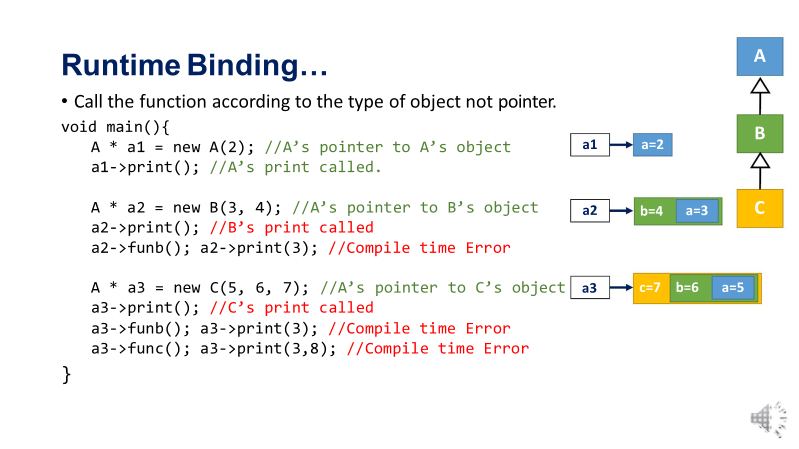 Runtime Binding…
• Call the function according to the type of object not pointer.
void main(){
A * a1 = new A(2); //A’s pointer to A’s object
a1->print(); //A’s print called.
A * a2 = new B(3, 4); //A’s pointer to B’s object
a2->print(); //B’s print called
a2->funb(); a2->print(3); //Compile time Error
A * a3 = new C(5, 6, 7); //A’s pointer to C’s object
a3->print(); //C’s print called
a3->funb(); a3->print(3); //Compile time Error
a3->func(); a3->print(3,8); //Compile time Error
}
a1 a=2
a2 b=4 a=3
a3 c=7 b=6 a=5
A
B
C